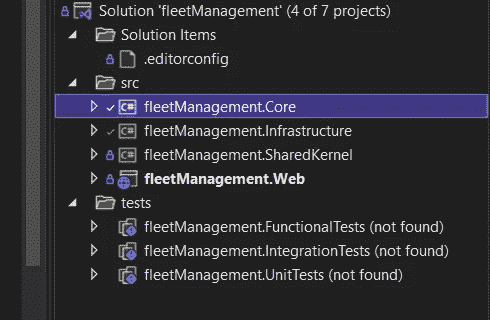 Solution 'fleetManagement' (4 of 7 projects)
Solution Items
.editorconfig
src
C# fleetManagement.Core
C# fleetManagement.Infrastructure
C# fleetManagement.SharedKernel
fleetManagement.Web
tests
fleetManagement.FunctionalTests (not found)
fleetManagement.IntegrationTests (not found)
fleetManagement.UnitTests (not found)